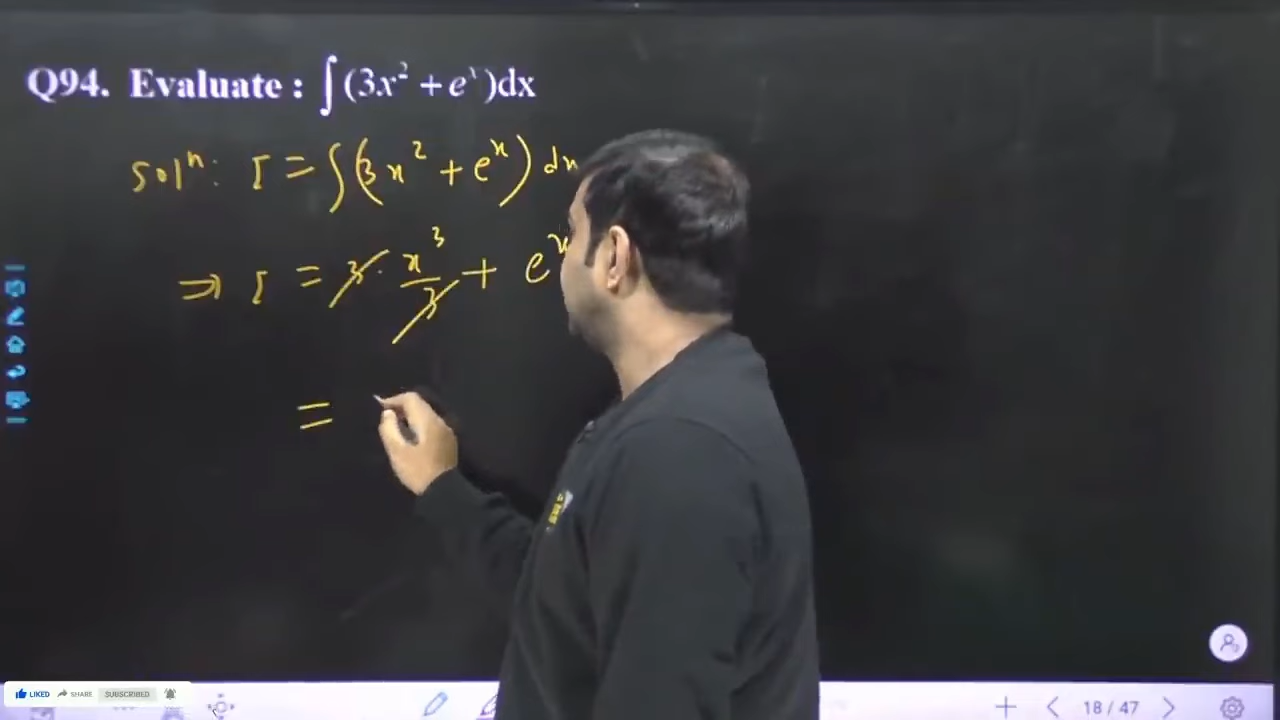 Q94. Evaluate : ∫(3x² + eˣ)dx
Solⁿ: I = ∫(3x² + eˣ) dx
⇒ I = 3 · x³/3 + eˣ
=
LIKED SHARE SUBSCRIBED
18 / 47